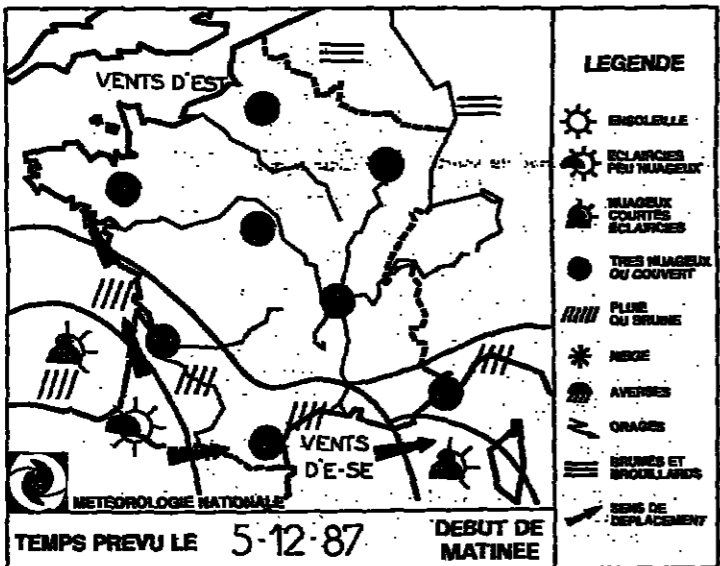 VENTS D'EST
VENTS
D'E-SE
METEOROLOGIE NATIONALE
TEMPS PREVU LE 5-12-87 DEBUT DE
MATINEE
LEGENDE
ENSOLEILLE
ECLAIRCIES
PEU NUAGEUX
NUAGEUX
COURTES
ECLAIRCIES
TRES NUAGEUX
OU COUVERT
PLUIE
OU BRUINE
NEIGE
AVERSES
ORAGES
BRUMES ET
BROUILLARDS
SENS DE
DEPLACEMENT